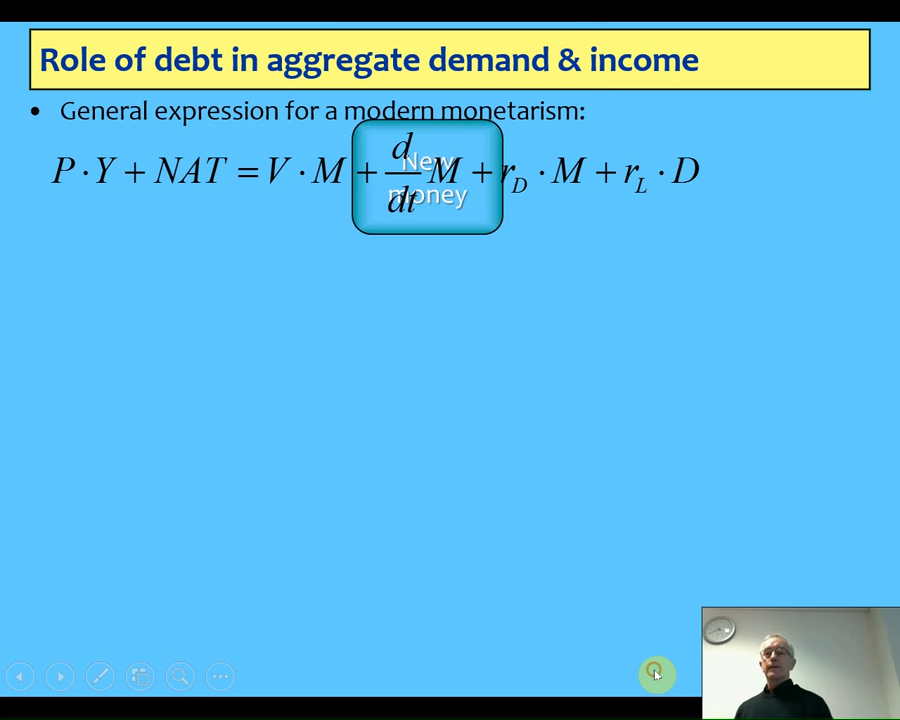 Role of debt in aggregate demand & income
• General expression for a modern monetarism:
P · Y + NAT = V · M + d/dt M + r_D · M + r_L · D
New
money